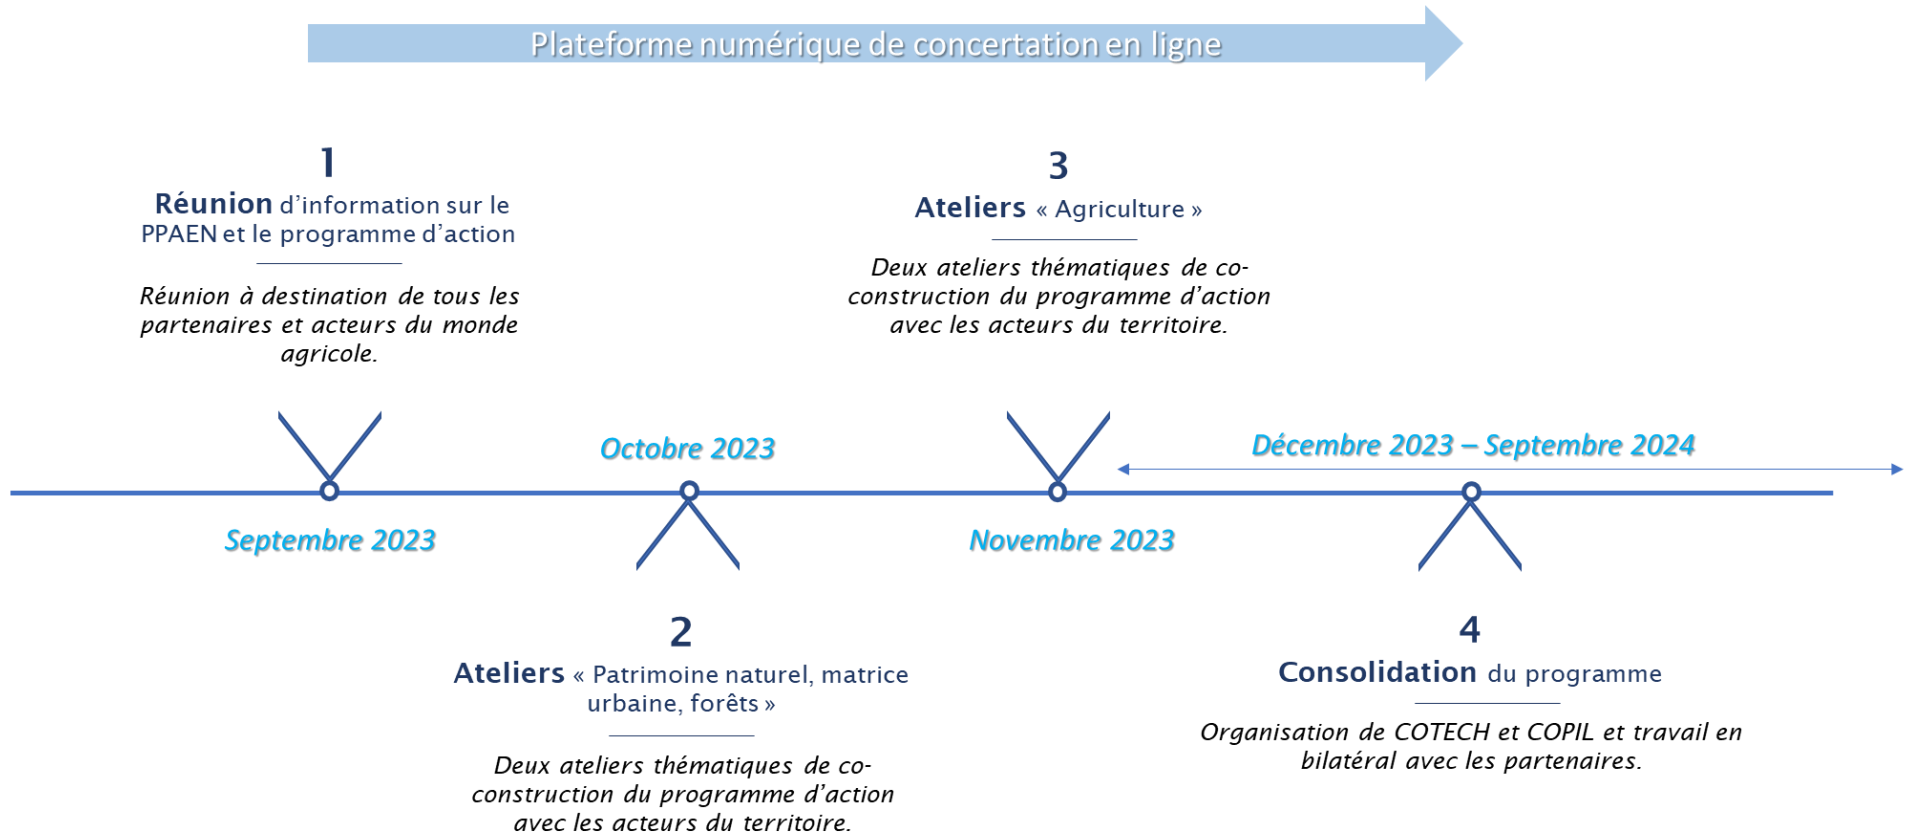 Plateforme numérique de concertation en ligne
1
Réunion d’information sur le
PPAEN et le programme d’action
Réunion à destination de tous les
partenaires et acteurs du monde
agricole.
3
Ateliers « Agriculture »
Deux ateliers thématiques de co-
construction du programme d’action
avec les acteurs du territoire.
Octobre 2023
Décembre 2023 – Septembre 2024
Septembre 2023
Novembre 2023
2
Ateliers « Patrimoine naturel, matrice
urbaine, forêts »
Deux ateliers thématiques de co-
construction du programme d’action
avec les acteurs du territoire.
4
Consolidation du programme
Organisation de COTECH et COPIL et travail en
bilatéral avec les partenaires.